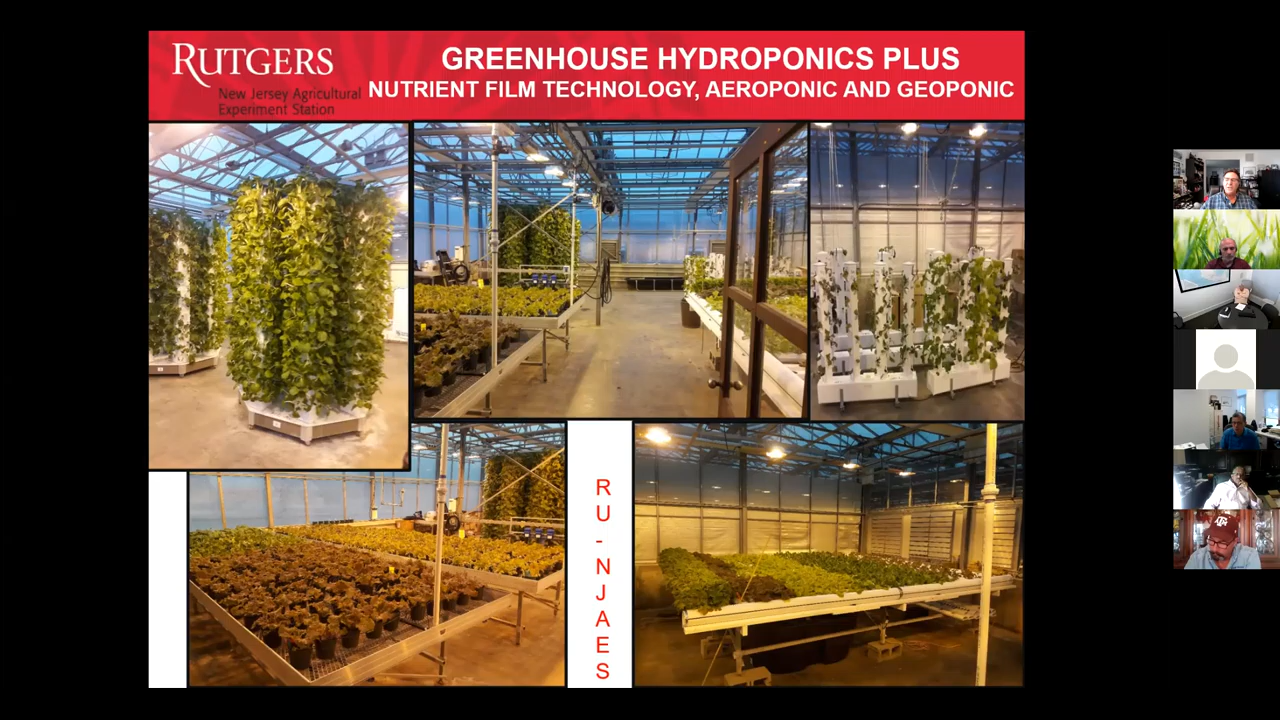 RUTGERS
New Jersey Agricultural
Experiment Station
GREENHOUSE HYDROPONICS PLUS
NUTRIENT FILM TECHNOLOGY, AEROPONIC AND GEOPONIC
R
U
-
N
J
A
E
S